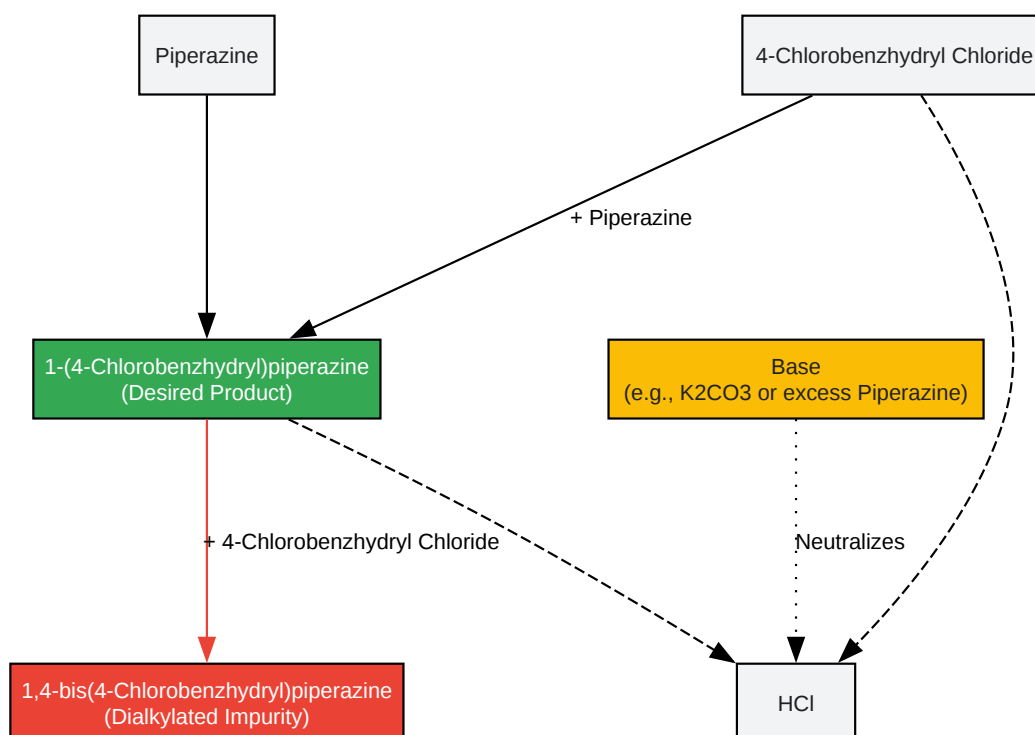 Piperazine
4-Chlorobenzhydryl Chloride
+ Piperazine
1-(4-Chlorobenzhydryl)piperazine
(Desired Product)
Base
(e.g., K2CO3 or excess Piperazine)
+ 4-Chlorobenzhydryl Chloride
Neutralizes
1,4-bis(4-Chlorobenzhydryl)piperazine
(Dialkylated Impurity)
HCl